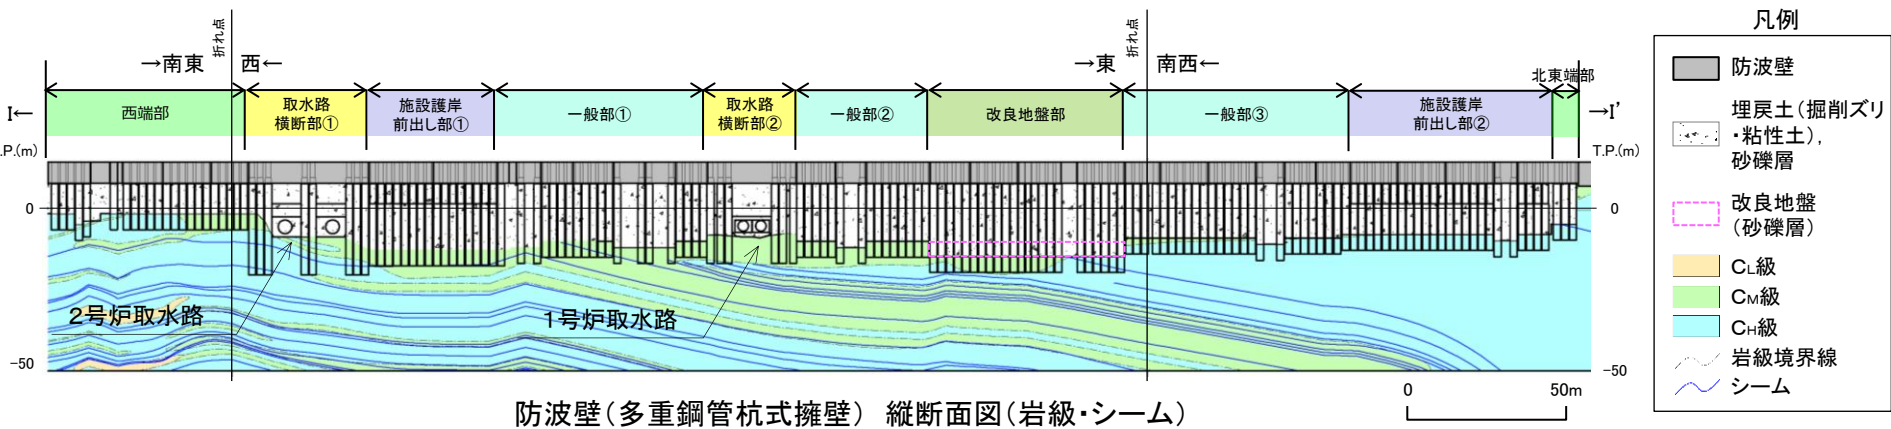 折れ点
折れ点
→南東
西←
→東
南西←
I←
西端部
取水路
横断部①
施設護岸
前出し部①
一般部①
取水路
横断部②
一般部②
改良地盤部
一般部③
施設護岸
前出し部②
北東端部
→I'
.P.(m)
T.P.(m)
0
0
2号炉取水路
1号炉取水路
-50
-50
0
50m
防波壁(多重鋼管杭式擁壁) 縦断面図(岩級・シーム)
凡例
防波壁
埋戻土(掘削ズリ
・粘性土),
砂礫層
改良地盤
(砂礫層)
CL級
CM級
CH級
岩級境界線
シーム